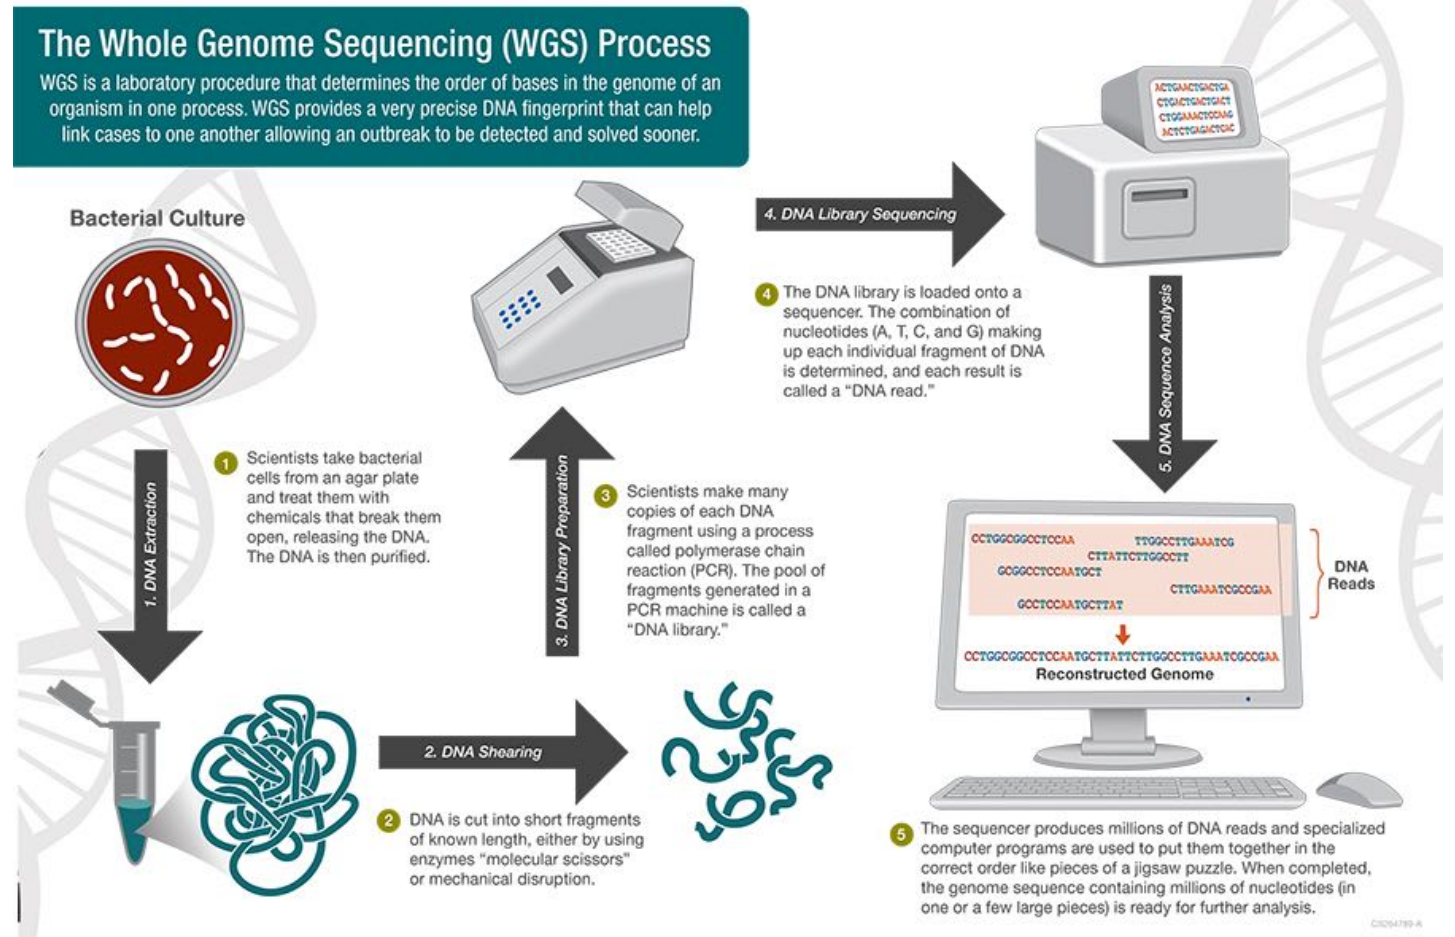 The Whole Genome Sequencing (WGS) Process
WGS is a laboratory procedure that determines the order of bases in the genome of an
organism in one process. WGS provides a very precise DNA fingerprint that can help
link cases to one another allowing an outbreak to be detected and solved sooner.
Bacterial Culture
1. DNA Extraction
1 Scientists take bacterial
cells from an agar plate
and treat them with
chemicals that break them
open, releasing the DNA.
The DNA is then purified.
2. DNA Shearing
2 DNA is cut into short fragments
of known length, either by using
enzymes “molecular scissors”
or mechanical disruption.
3. DNA Library Preparation
3 Scientists make many
copies of each DNA
fragment using a process
called polymerase chain
reaction (PCR). The pool of
fragments generated in a
PCR machine is called a
“DNA library.”
4. DNA Library Sequencing
4 The DNA library is loaded onto a
sequencer. The combination of
nucleotides (A, T, C, and G) making
up each individual fragment of DNA
is determined, and each result is
called a “DNA read.”
ACTGAACTGACTGA
CTGACTGACTGACT
CTGGAAACTCCAAG
ACTCTGAGACTGAC
5. DNA Sequence Analysis
CCTGGCGGCCTCCAA
TTGGCCTTGAAATCG
CTTATTCTTGGCCTT
GCGGCCTCCAATGCT
CTTGAAATCGCCGAA
GCCTCCAATGCTTAT
DNA
Reads
CCTGGCGGCCTCCAATGCTTATTCTTGGCCTTGAAATCGCCGAA
Reconstructed Genome
5 The sequencer produces millions of DNA reads and specialized
computer programs are used to put them together in the
correct order like pieces of a jigsaw puzzle. When completed,
the genome sequence containing millions of nucleotides (in
one or a few large pieces) is ready for further analysis.